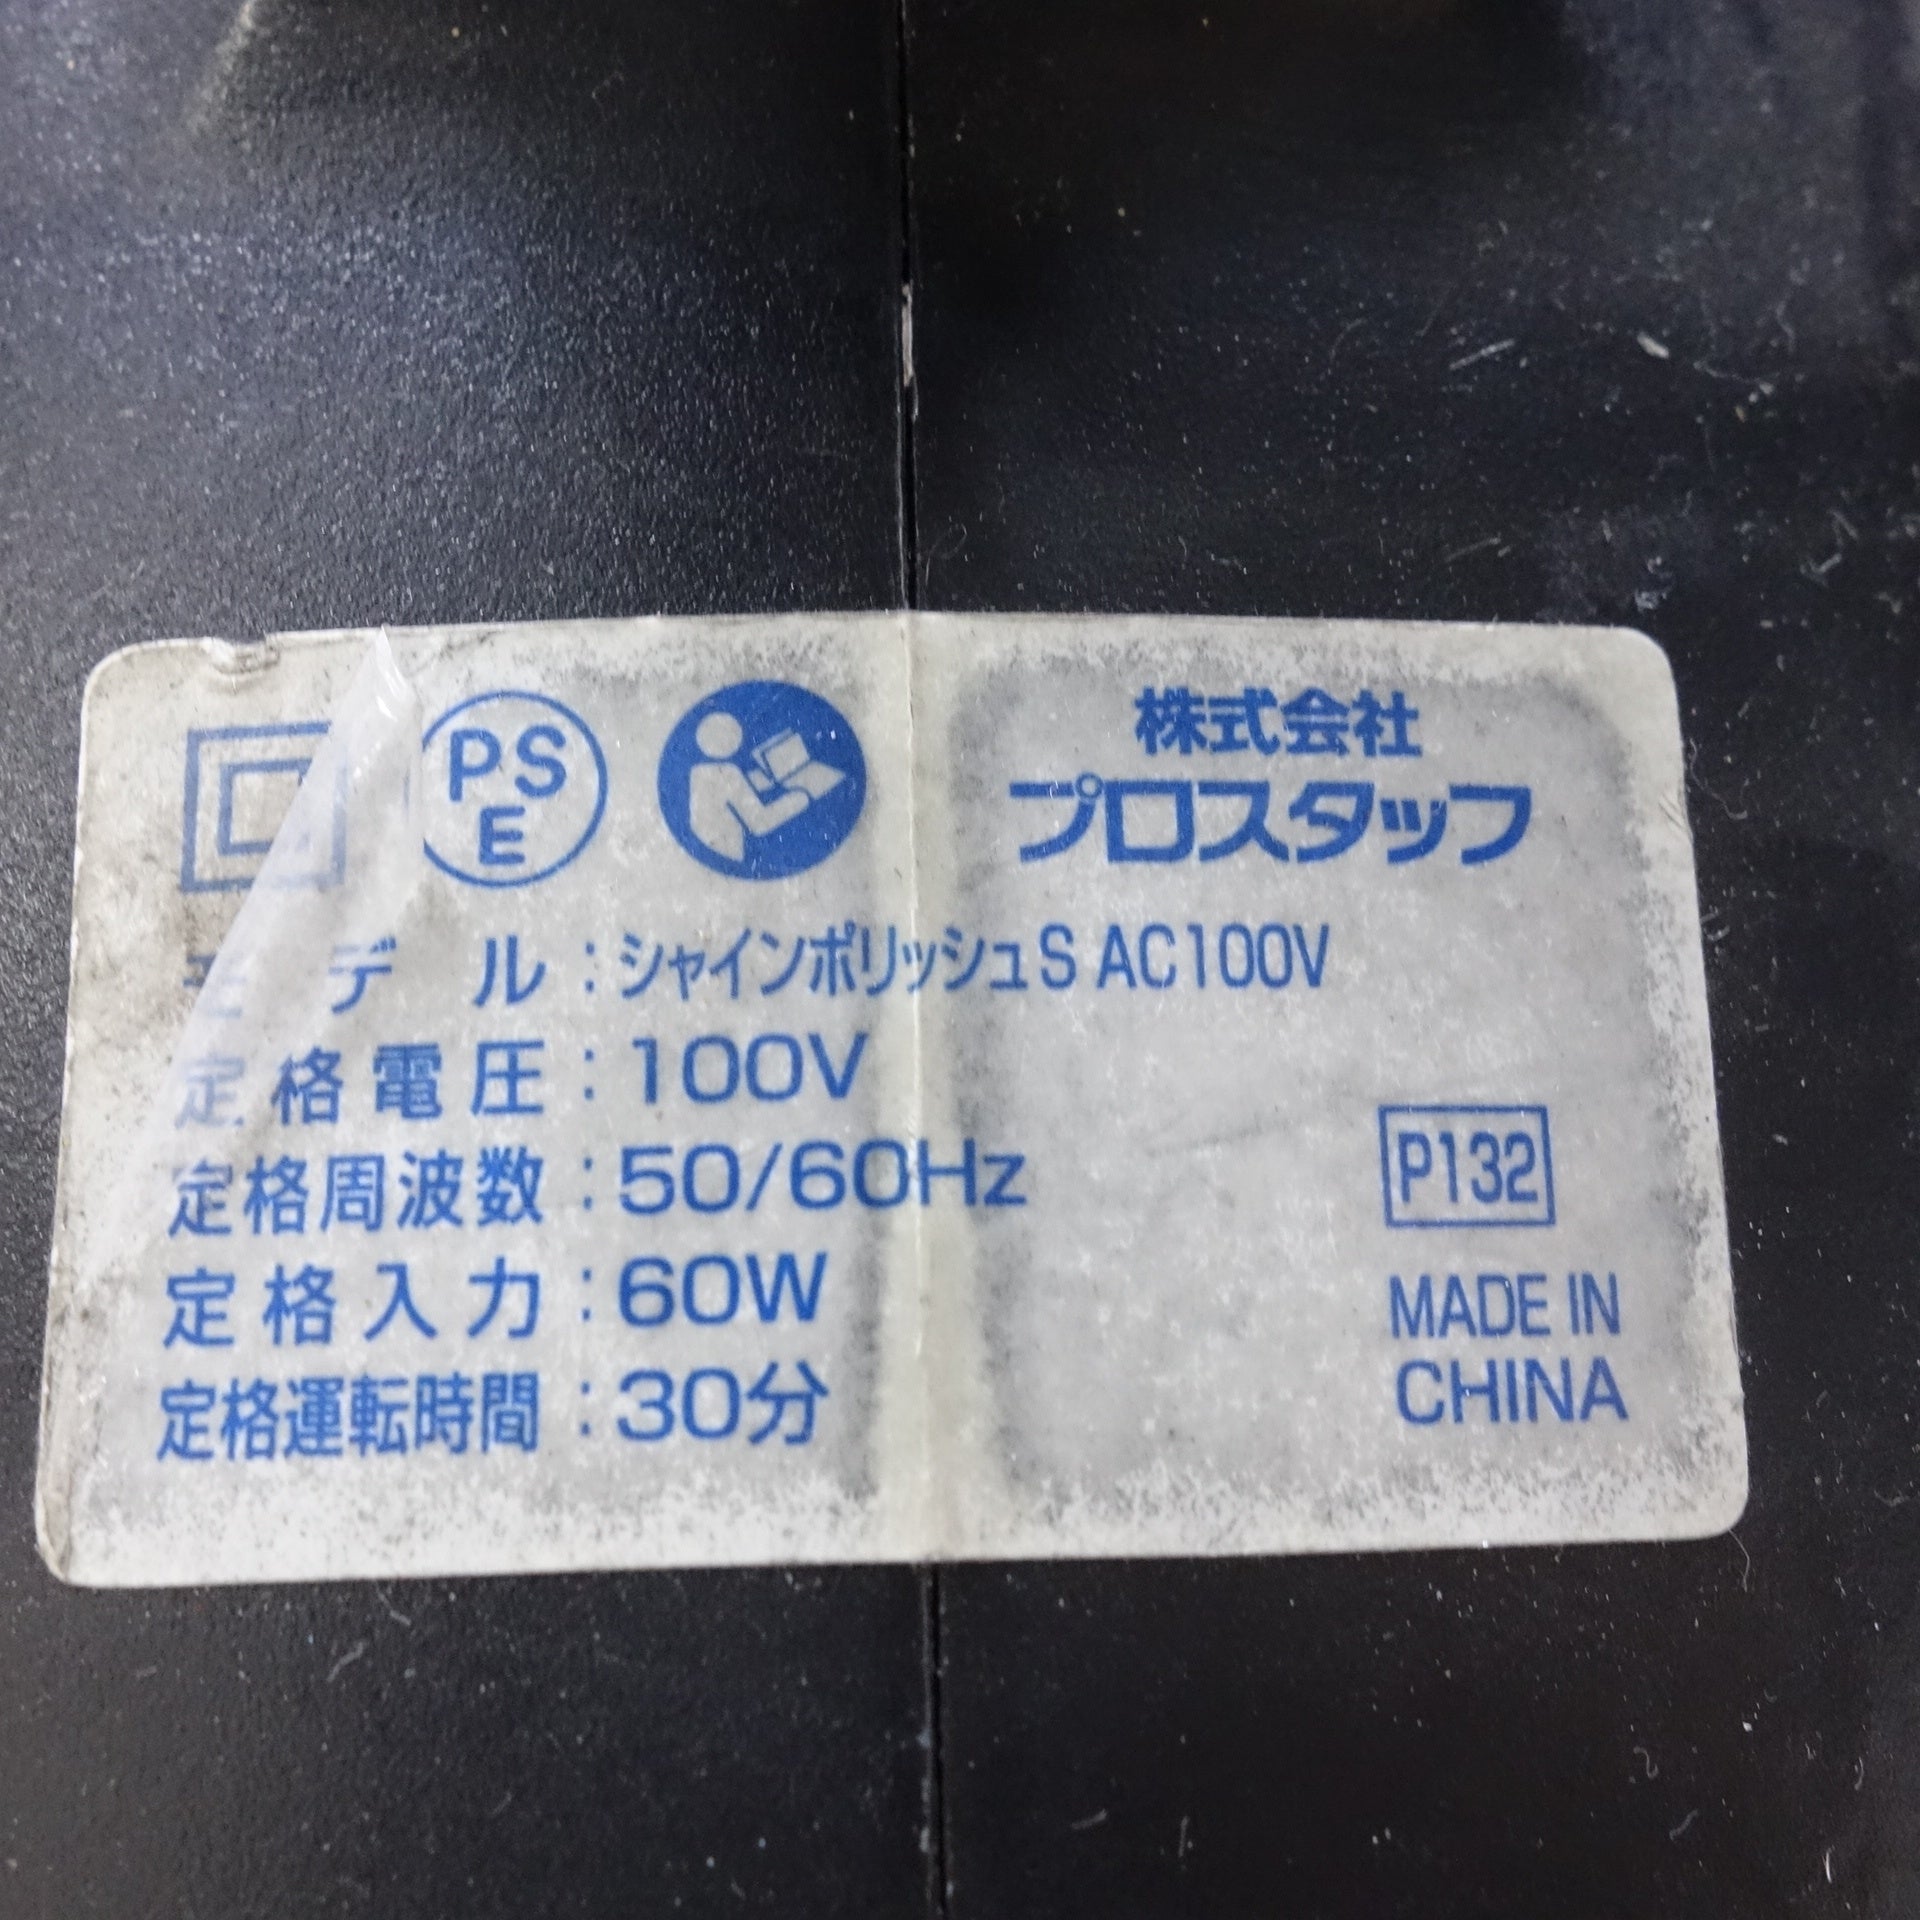 PS
E
株式会社
プロスタッフ
モデル：シャインポリッシュS AC100V
定格電圧：100V
定格周波数：50/60Hz
定格入力：60W
定格運転時間：30分
P132
MADE IN
CHINA